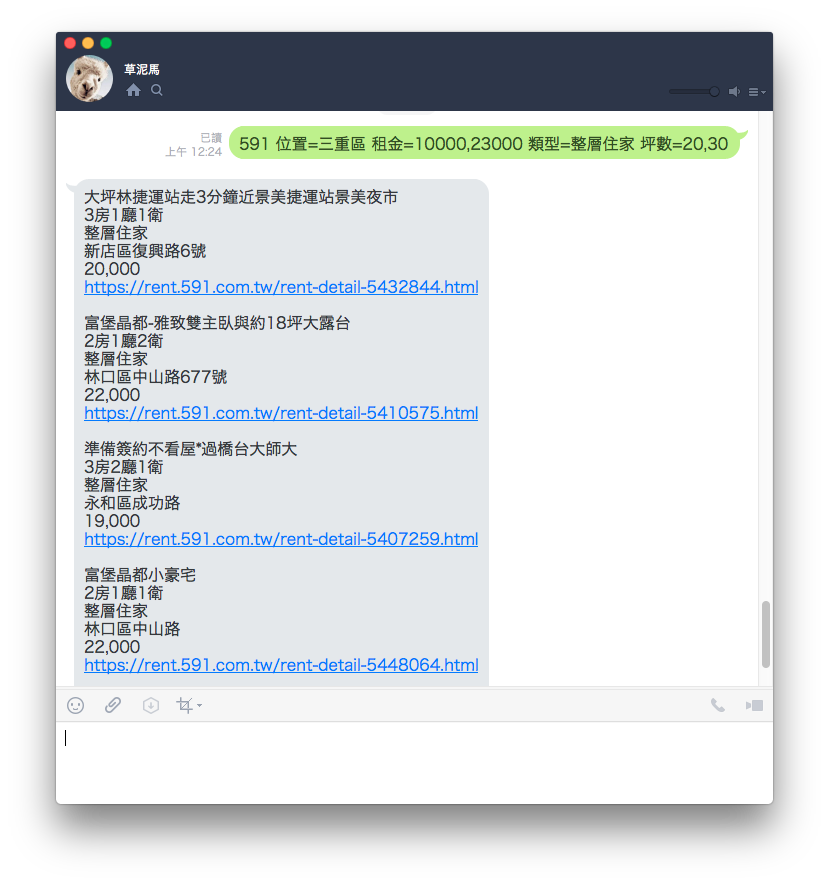 草泥馬
已讀
上午 12:24
591 位置=三重區 租金=10000,23000 類型=整層住家 坪數=20,30
大坪林捷運站走3分鐘近景美捷運站景美夜市
3房1廳1衛
整層住家
新店區復興路6號
20,000
https://rent.591.com.tw/rent-detail-5432844.html
富堡晶都-雅致雙主臥與約18坪大露台
2房1廳2衛
整層住家
林口區中山路677號
22,000
https://rent.591.com.tw/rent-detail-5410575.html
準備簽約不看屋*過橋台大師大
3房2廳1衛
整層住家
永和區成功路
19,000
https://rent.591.com.tw/rent-detail-5407259.html
富堡晶都小豪宅
2房1廳1衛
整層住家
林口區中山路
22,000
https://rent.591.com.tw/rent-detail-5448064.html